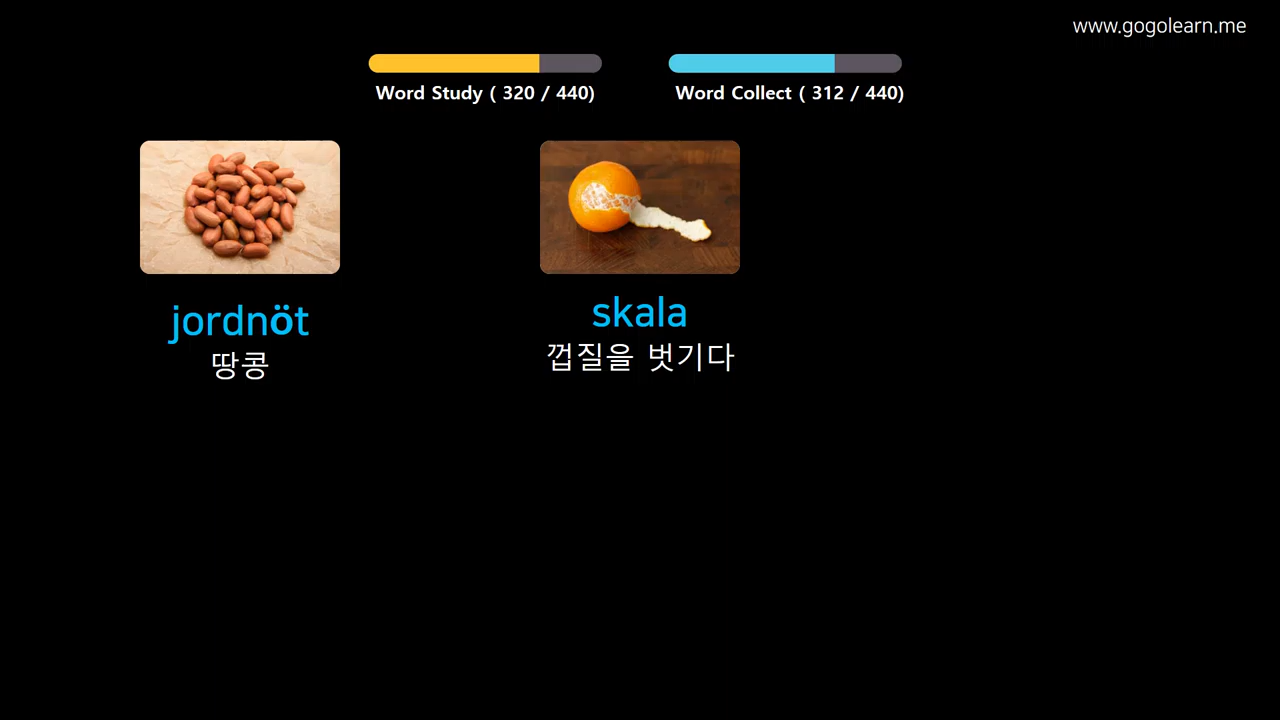 www.gogolearn.me
Word Study ( 320 / 440)
Word Collect ( 312 / 440)
jordnöt
땅콩
skala
껍질을 벗기다